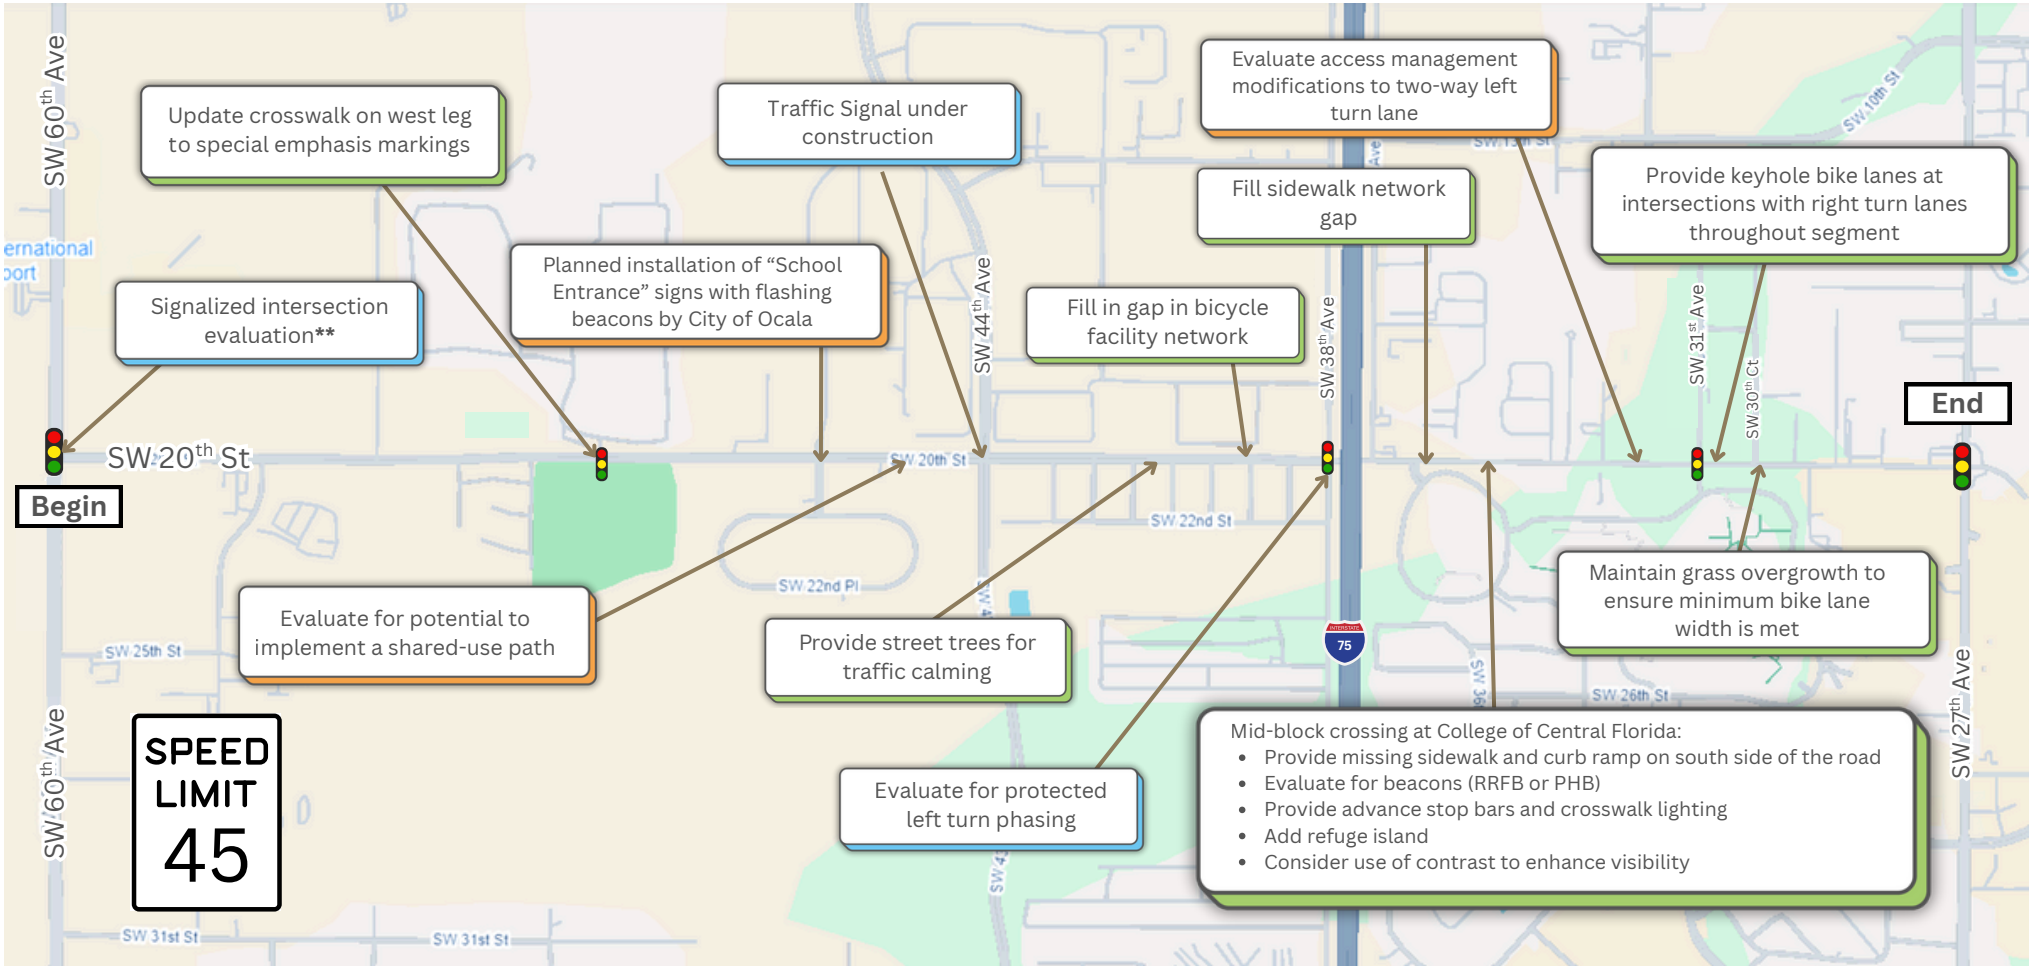 SW 60th Ave
Update crosswalk on west leg
to special emphasis markings
Traffic Signal under
construction
Evaluate access management
modifications to two-way left
turn lane
SW 10th St
SW 13th St
Ave
Fill sidewalk network
gap
Provide keyhole bike lanes at
intersections with right turn lanes
throughout segment
ernational
port
Signalized intersection
evaluation**
Planned installation of “School
Entrance” signs with flashing
beacons by City of Ocala
SW 44th Ave
Fill in gap in bicycle
facility network
SW 38th Ave
SW 31st Ave
SW 30th Ct
End
SW 20th St
SW 20th St
Begin
SW 22nd St
SW 22nd Pl
Evaluate for potential to
implement a shared-use path
Provide street trees for
traffic calming
Maintain grass overgrowth to
ensure minimum bike lane
width is met
INTERSTATE
75
SW 25th St
SW 26th St
SW 36
SW 27th Ave
SW 60th Ave
SPEED
LIMIT
45
Evaluate for protected
left turn phasing
Mid-block crossing at College of Central Florida:
• Provide missing sidewalk and curb ramp on south side of the road
• Evaluate for beacons (RRFB or PHB)
• Provide advance stop bars and crosswalk lighting
• Add refuge island
• Consider use of contrast to enhance visibility
SW 31st St
SW 31st St